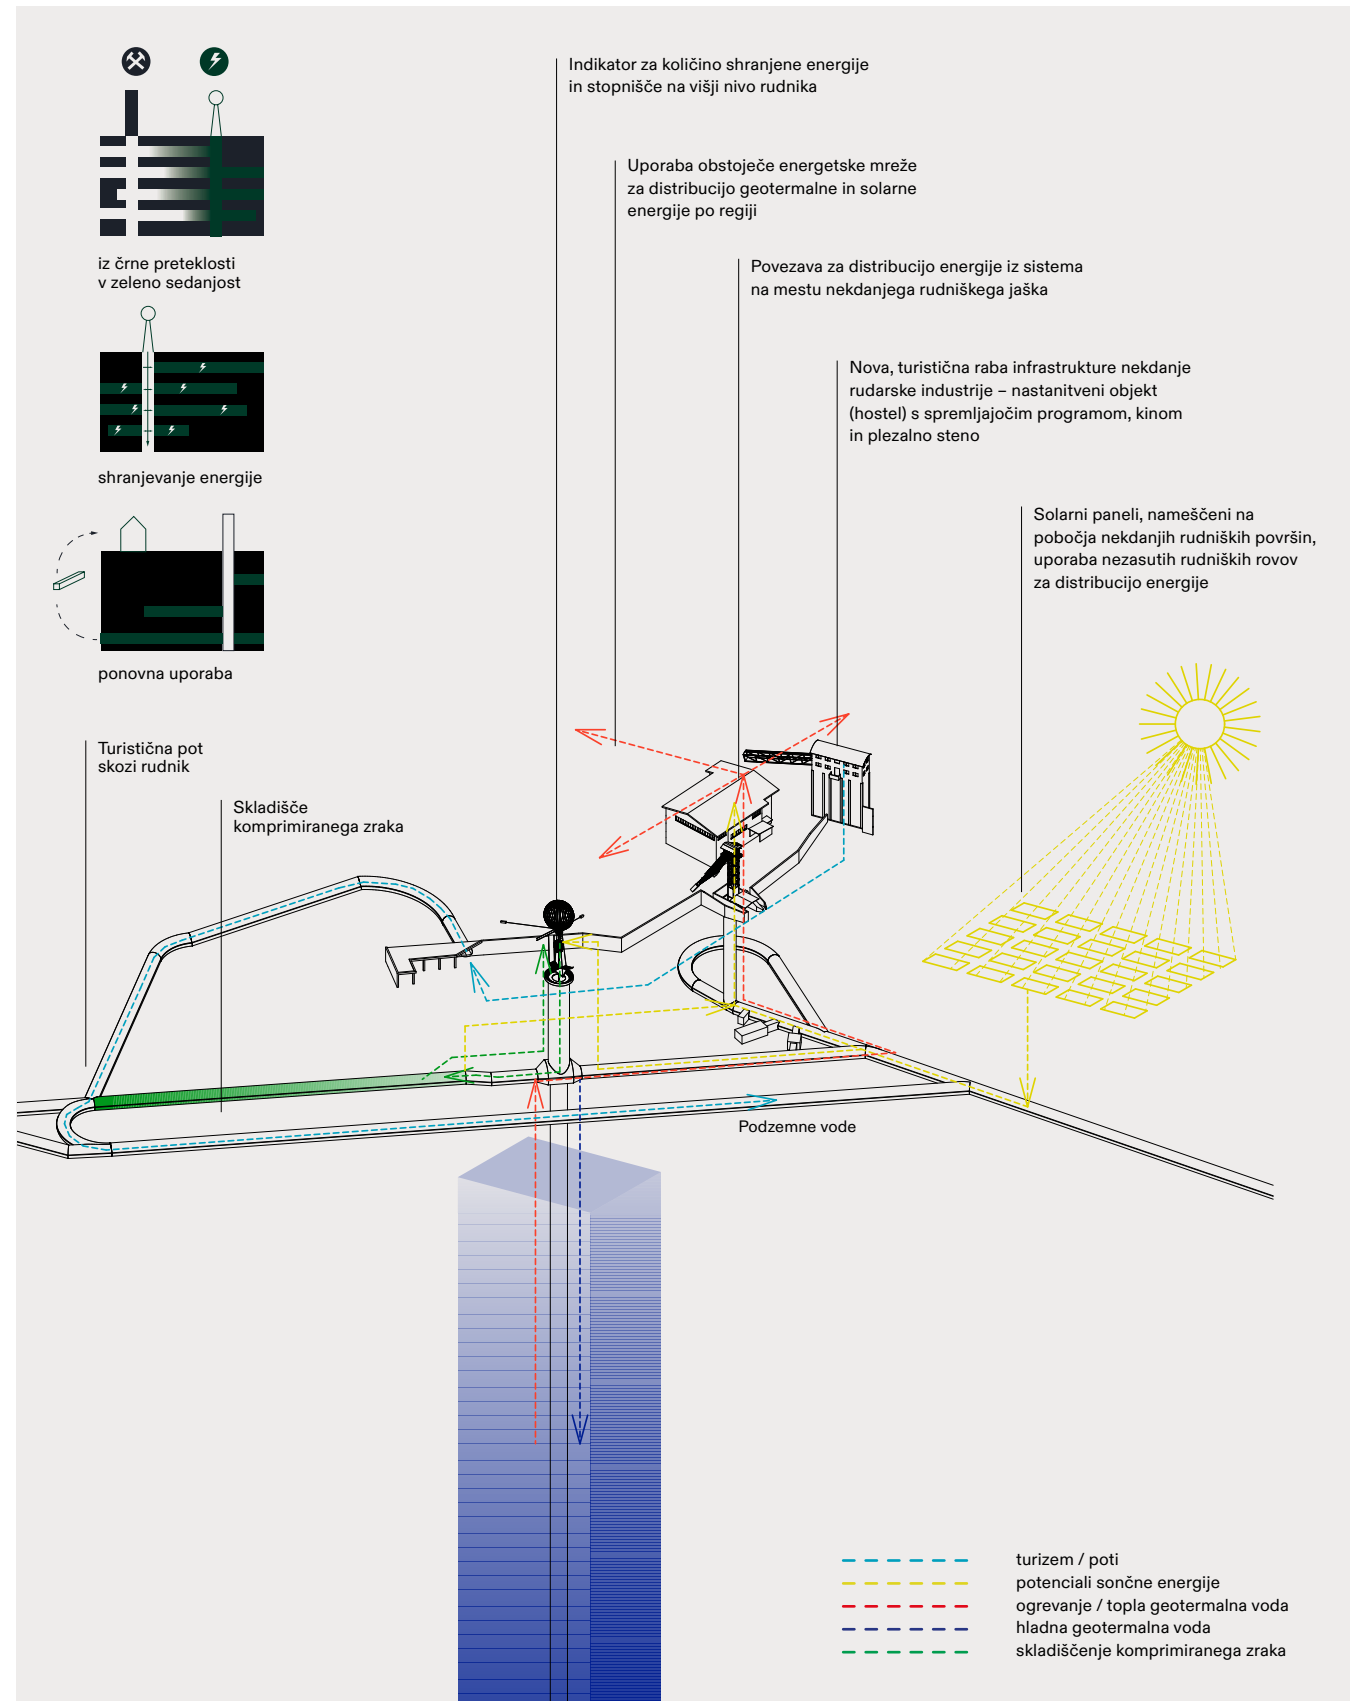 Indikator za količino shranjene energije
in stopnišče na višji nivo rudnika
Uporaba obstoječe energetske mreže
za distribucijo geotermalne in solarne
energije po regiji
iz črne preteklosti
v zeleno sedanjost
Povezava za distribucijo energije iz sistema
na mestu nekdanjega rudniškega jaška
Nova, turistična raba infrastrukture nekdanje
rudarske industrije – nastanitveni objekt
(hostel) s spremljajočim programom, kinom
in plezalno steno
shranjevanje energije
Solarni paneli, nameščeni na
pobočja nekdanjih rudniških površin,
uporaba nezasutih rudniških rovov
za distribucijo energije
ponovna uporaba
Turistična pot
skozi rudnik
Skladišče
komprimiranega zraka
Podzemne vode
turizem / poti
potenciali sončne energije
ogrevanje / topla geotermalna voda
hladna geotermalna voda
skladiščenje komprimiranega zraka